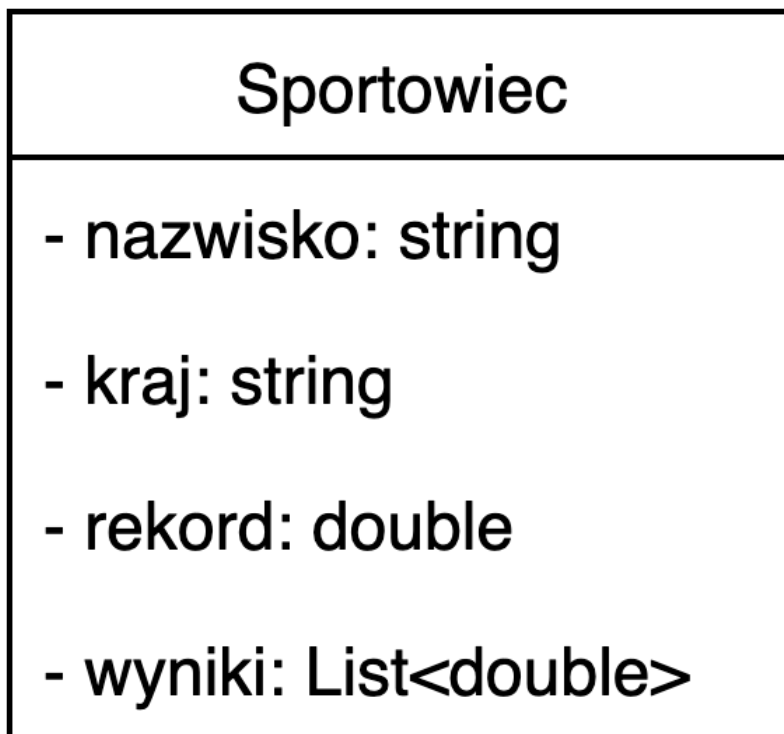 Sportowiec
- nazwisko: string
- kraj: string
- rekord: double
- wyniki: List<double>